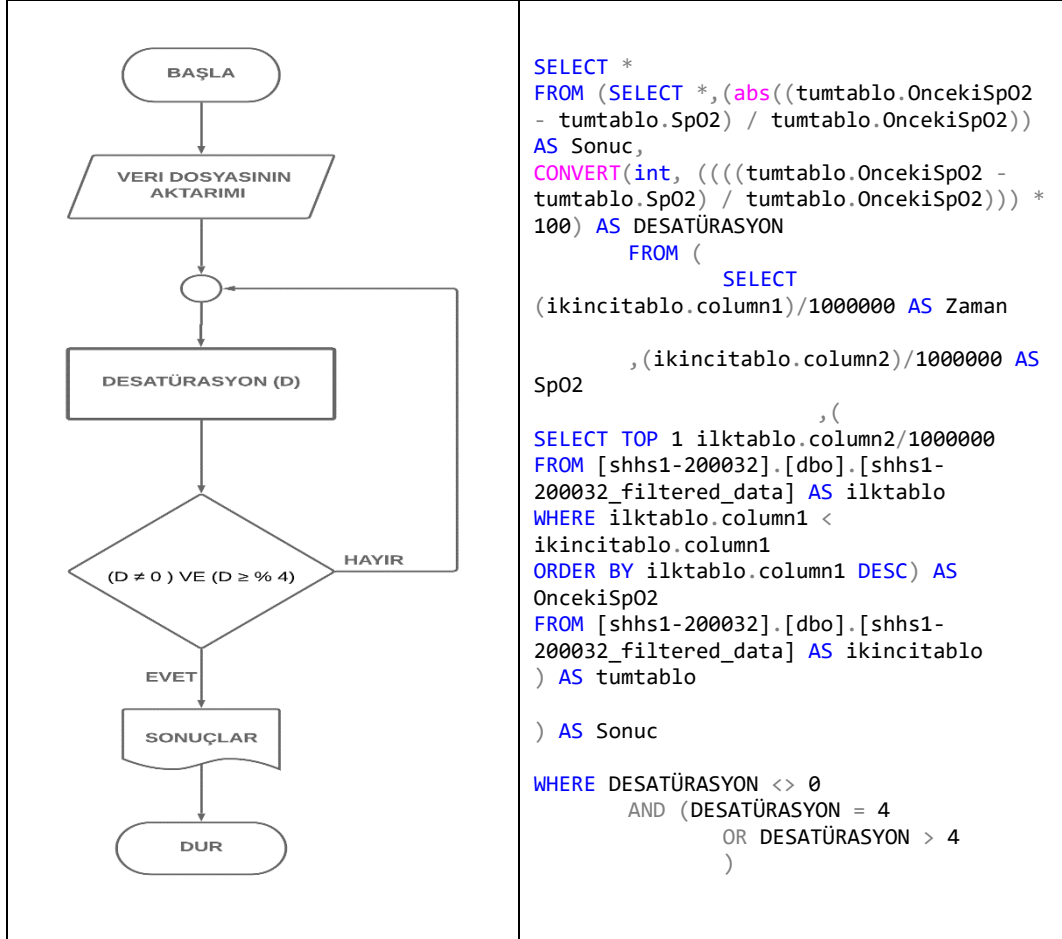 BAŞLA
VERI DOSYASININ
AKTARIMI
DESATÜRASYON (D)
(D ≠ 0 ) VE (D ≥ % 4)
HAYIR
EVET
SONUÇLAR
DUR
SELECT *
FROM (SELECT *,(abs((tumtablo.OncekiSpO2
- tumtablo.SpO2) / tumtablo.OncekiSpO2))
AS Sonuc,
CONVERT(int, ((((tumtablo.OncekiSpO2 -
tumtablo.SpO2) / tumtablo.OncekiSpO2))) *
100) AS DESATÜRASYON
FROM (
SELECT
(ikincitablo.column1)/1000000 AS Zaman
,(ikincitablo.column2)/1000000 AS
SpO2
,(
SELECT TOP 1 ilktablo.column2/1000000
FROM [shhs1-200032].[dbo].[shhs1-
200032_filtered_data] AS ilktablo
WHERE ilktablo.column1 <
ikincitablo.column1
ORDER BY ilktablo.column1 DESC) AS
OncekiSpO2
FROM [shhs1-200032].[dbo].[shhs1-
200032_filtered_data] AS ikincitablo
) AS tumtablo
) AS Sonuc
WHERE DESATÜRASYON <> 0
AND (DESATÜRASYON = 4
OR DESATÜRASYON > 4
)